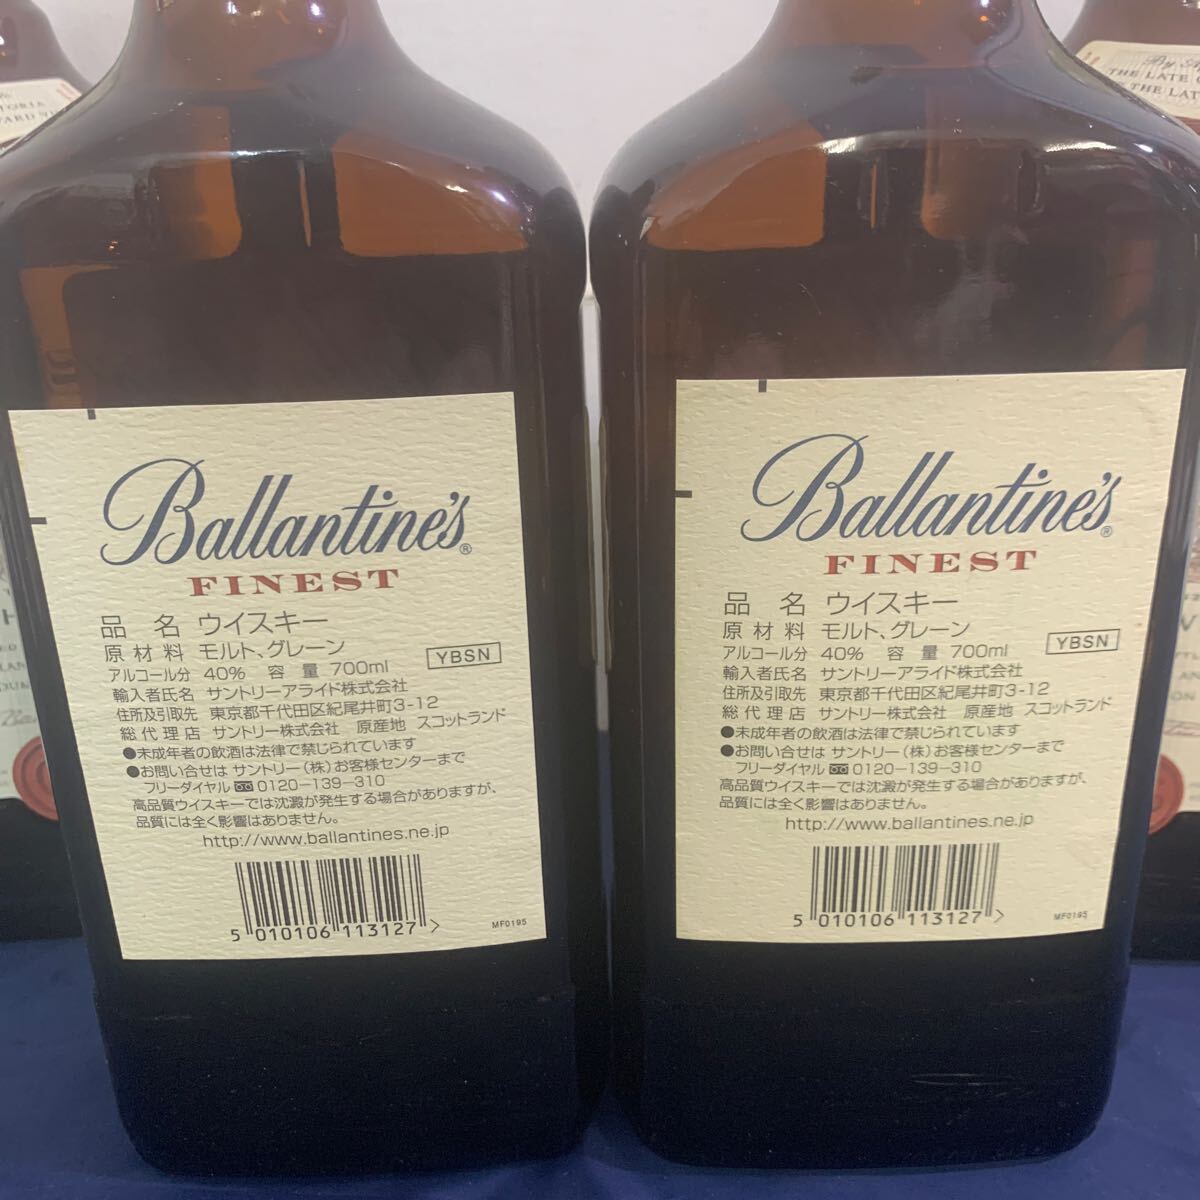 TORIA
THE LATE
THE LAT
Ballantine's®
FINEST
品名 ウイスキー
原材料 モルト、グレーン
アルコール分 40% 容量 700ml
YBSN
輸入者氏名 サントリーアライド株式会社
住所及引取先 東京都千代田区紀尾井町3-12
総代理店 サントリー株式会社 原産地 スコットランド
●未成年者の飲酒は法律で禁じられています
●お問い合せは サントリー(株)お客様センターまで
フリーダイヤル 0120-139-310
高品質ウイスキーでは沈澱が発生する場合がありますが、
品質には全く影響はありません。
http://www.ballantines.ne.jp
5 010106 113127 >
MF0195
Ballantine's®
FINEST
品名 ウイスキー
原材料 モルト、グレーン
アルコール分 40% 容量 700ml
YBSN
輸入者氏名 サントリーアライド株式会社
住所及引取先 東京都千代田区紀尾井町3-12
総代理店 サントリー株式会社 原産地 スコットランド
●未成年者の飲酒は法律で禁じられています
●お問い合せは サントリー(株)お客様センターまで
フリーダイヤル 0120-139-310
高品質ウイスキーでは沈澱が発生する場合がありますが、
品質には全く影響はありません。
http://www.ballantines.ne.jp
5 010106 113127 >
MF0195